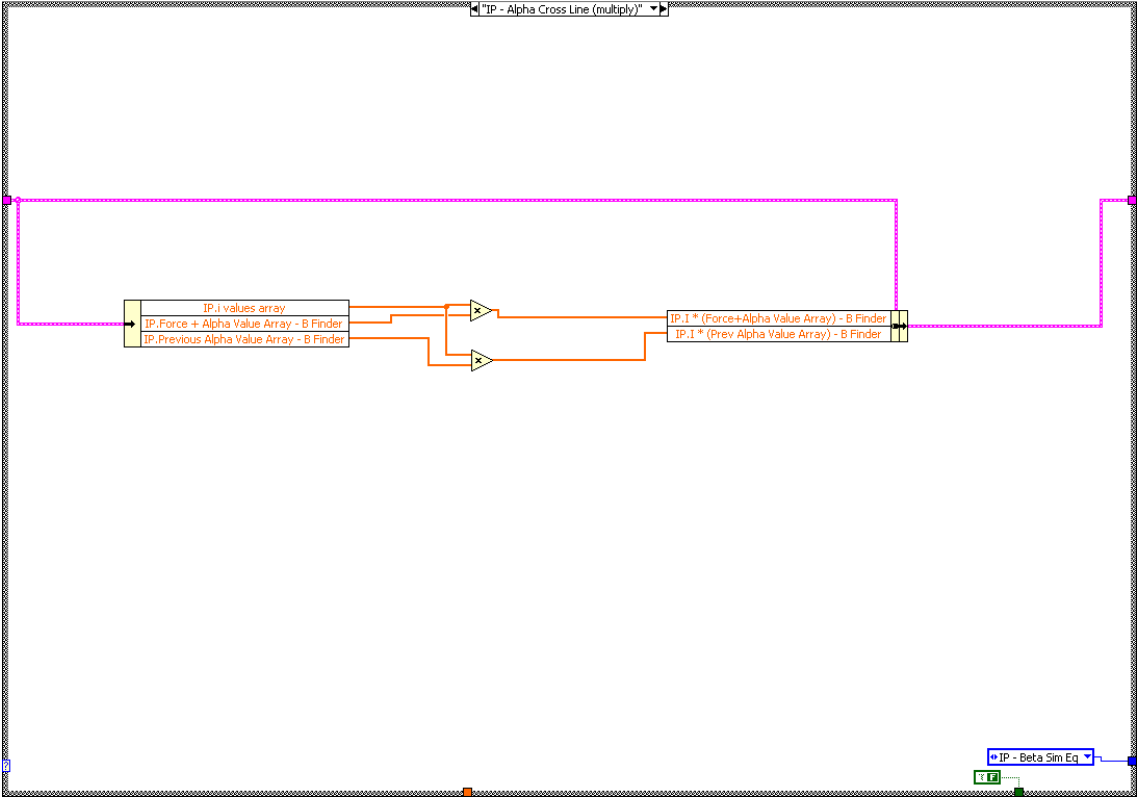 "IP - Alpha Cross Line (multiply)"
IP.i values array
IP.Force + Alpha Value Array - B Finder
IP.Previous Alpha Value Array - B Finder
IP.I * (Force+Alpha Value Array) - B Finder
IP.I * (Prev Alpha Value Array) - B Finder
IP - Beta Sim Eq
? F
?